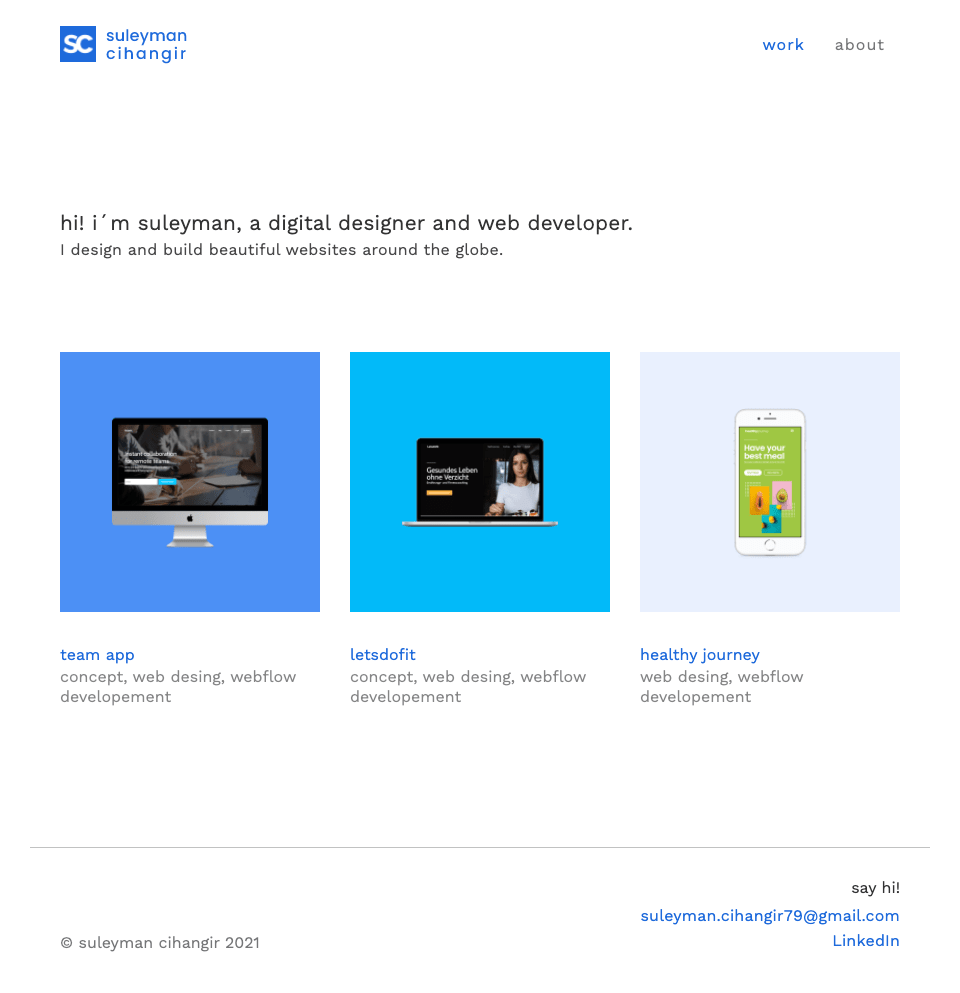 SC
suleyman
cihangir
work
about
hi! i´m suleyman, a digital designer and web developer.
I design and build beautiful websites around the globe.
Instant collaboration
for remote teams
Gesundes Leben
ohne Verzicht
Have your
best meal
team app
concept, web desing, webflow
developement
letsdofit
concept, web desing, webflow
developement
healthy journey
web desing, webflow
developement
say hi!
suleyman.cihangir79@gmail.com
LinkedIn
© suleyman cihangir 2021